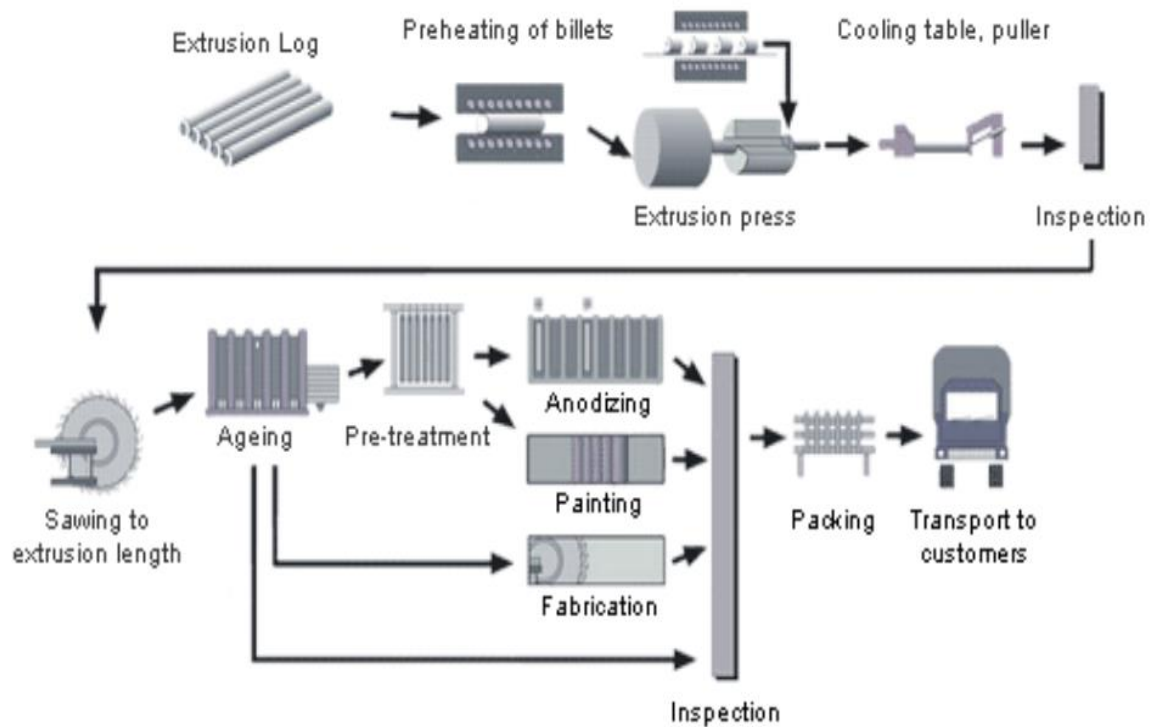 Extrusion Log
Preheating of billets
Cooling table, puller
Extrusion press
Inspection
Sawing to
extrusion length
Ageing
Pre-treatment
Anodizing
Painting
Fabrication
Inspection
Packing
Transport to
customers